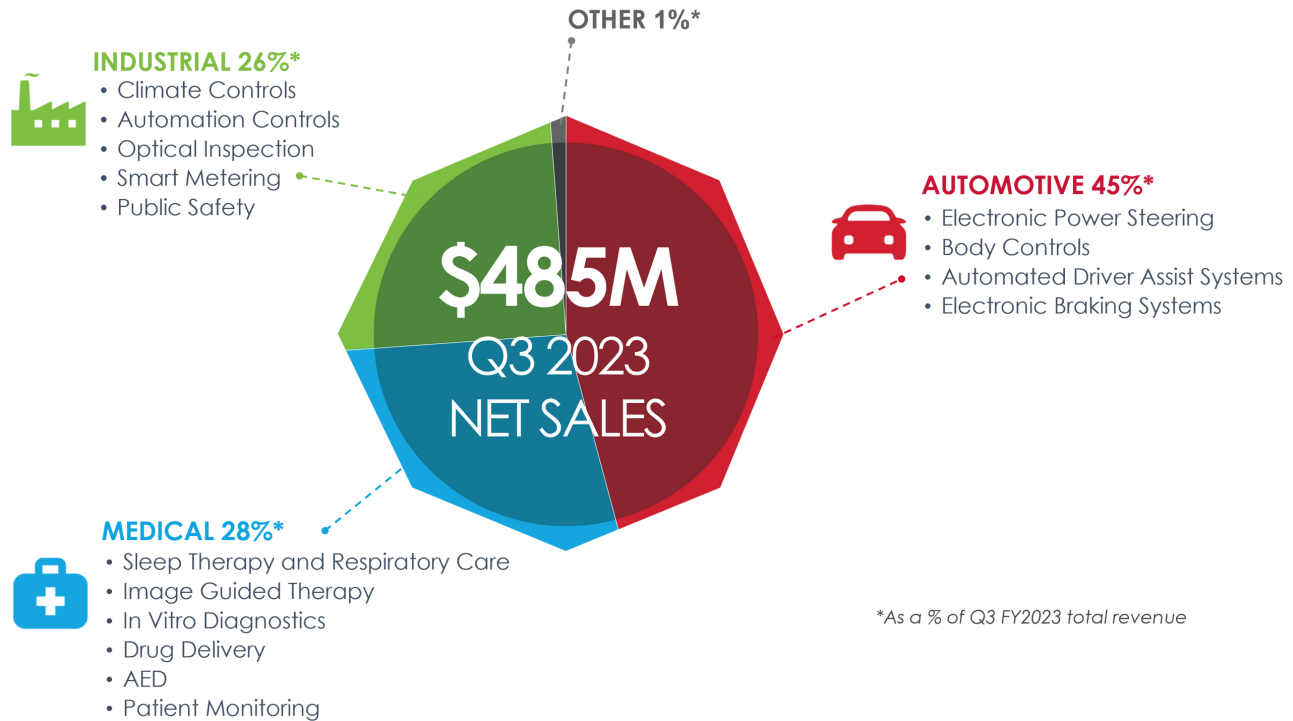 OTHER 1%*
INDUSTRIAL 26%*
• Climate Controls
• Automation Controls
• Optical Inspection
• Smart Metering
• Public Safety
AUTOMOTIVE 45%*
• Electronic Power Steering
• Body Controls
• Automated Driver Assist Systems
• Electronic Braking Systems
$485M
Q3 2023
NET SALES
MEDICAL 28%*
• Sleep Therapy and Respiratory Care
• Image Guided Therapy
• In Vitro Diagnostics
• Drug Delivery
• AED
• Patient Monitoring
*As a % of Q3 FY2023 total revenue